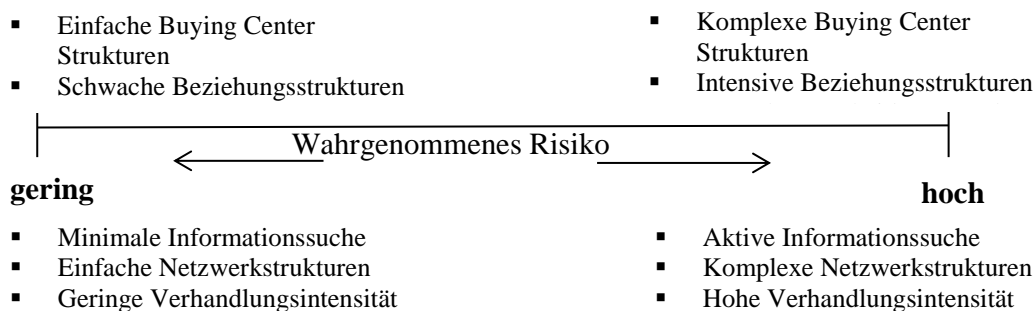 ▪ Einfache Buying Center
Strukturen
▪ Schwache Beziehungsstrukturen
▪ Komplexe Buying Center
Strukturen
▪ Intensive Beziehungsstrukturen
Wahrgenommenes Risiko
gering
hoch
▪ Minimale Informationssuche
▪ Einfache Netzwerkstrukturen
▪ Geringe Verhandlungsintensität
▪ Aktive Informationssuche
▪ Komplexe Netzwerkstrukturen
▪ Hohe Verhandlungsintensität